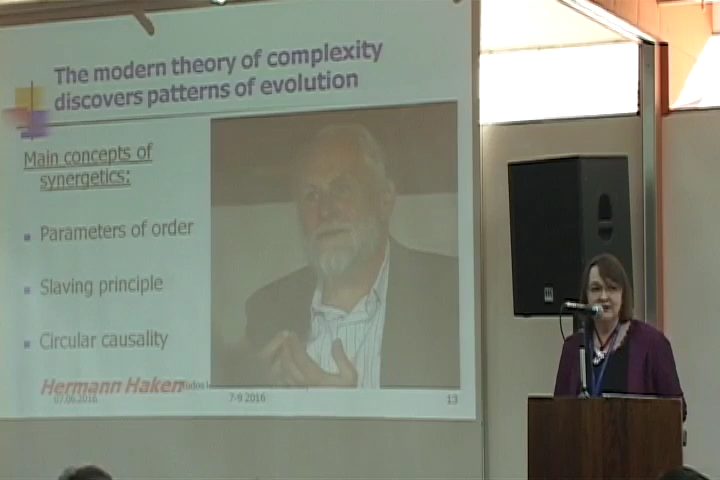 The modern theory of complexity
discovers patterns of evolution
Main concepts of
synergetics:
Parameters of order
Slaving principle
Circular causality
Hermann Haken
07.06.2016
7-9 2016
13